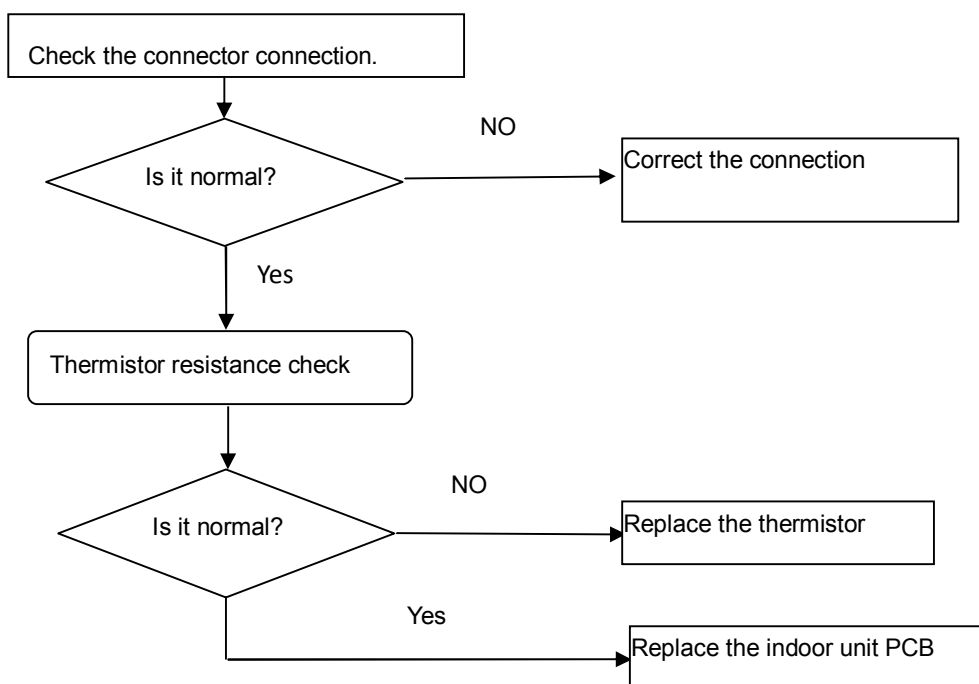 Check the connector connection.
NO
Is it normal?
Correct the connection
Yes
Thermistor resistance check
NO
Is it normal?
Replace the thermistor
Yes
Replace the indoor unit PCB